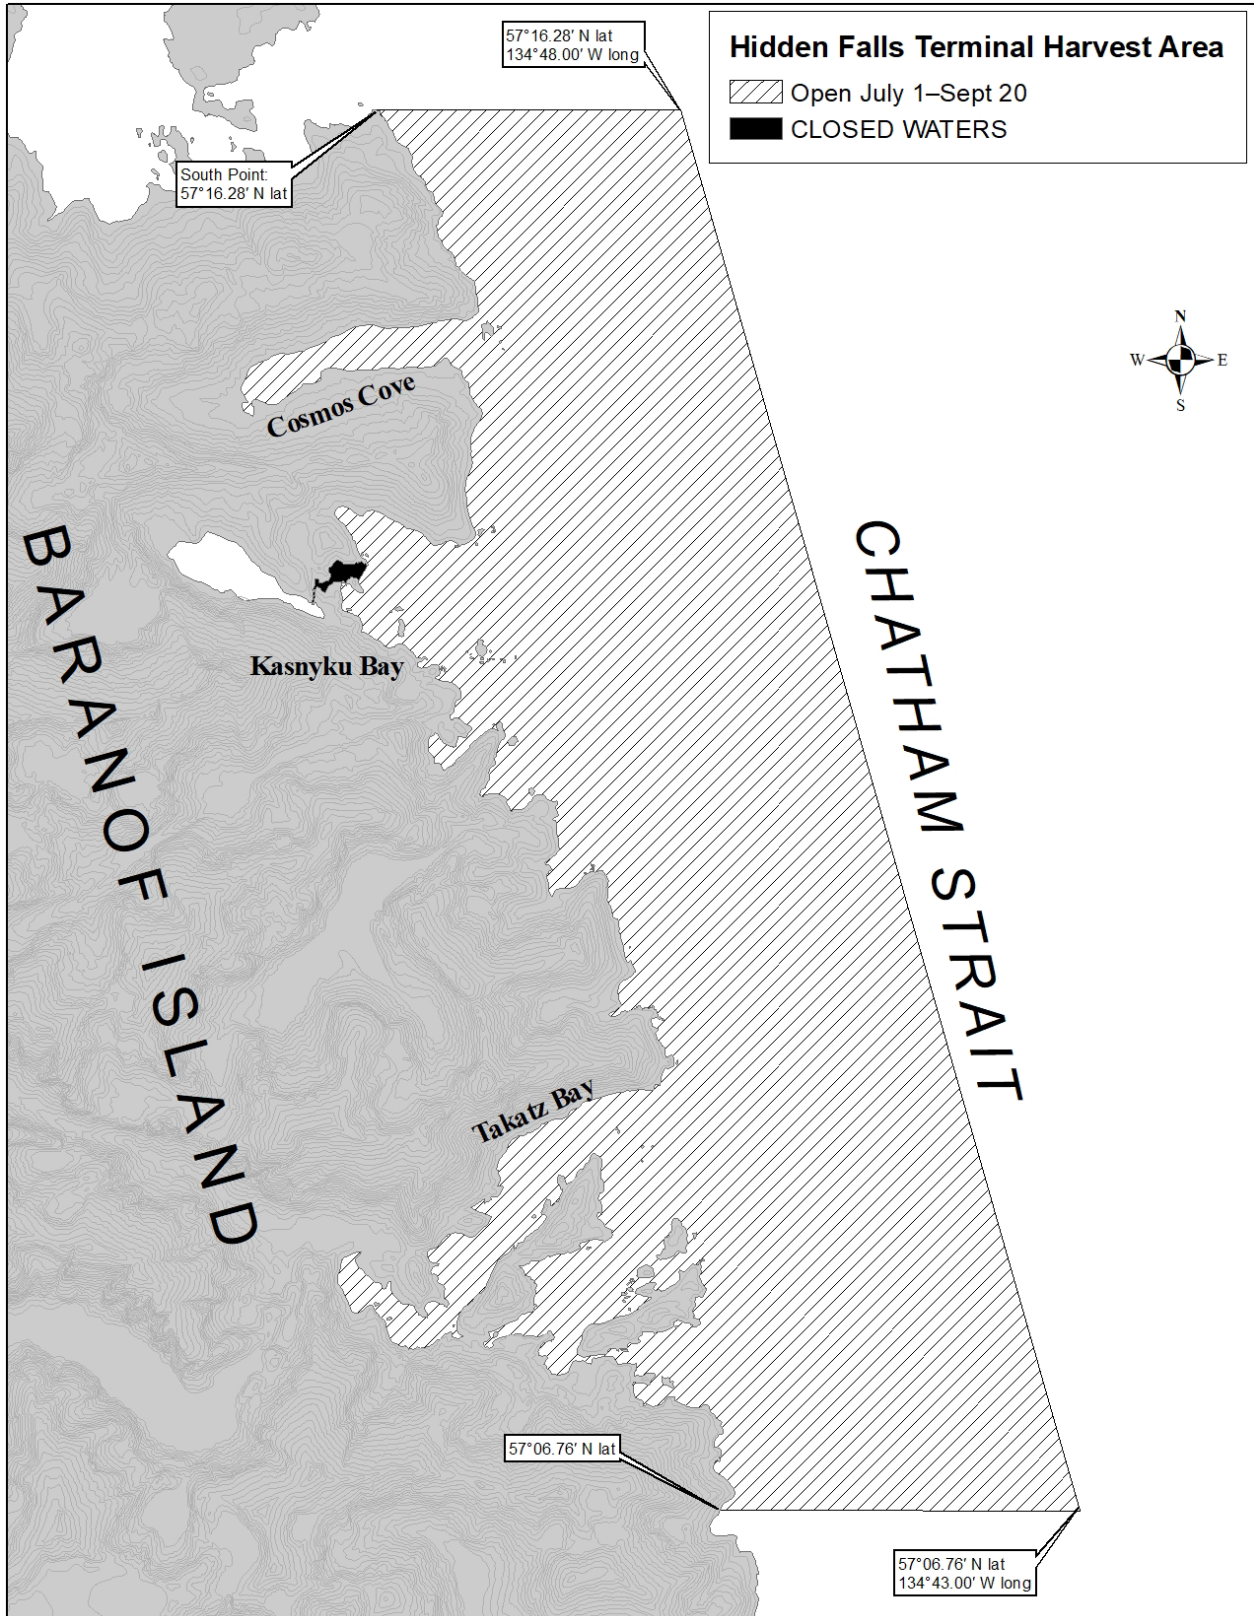 57°16.28′ N lat
134°48.00′ W long
Hidden Falls Terminal Harvest Area
Open July 1–Sept 20
CLOSED WATERS
South Point:
57°16.28′ N lat
N
W
E
S
Cosmos Cove
Kasnyku Bay
BARANOF ISLAND
CHATHAM STRAIT
Takatz Bay
57°06.76′ N lat
57°06.76′ N lat
134°43.00′ W long